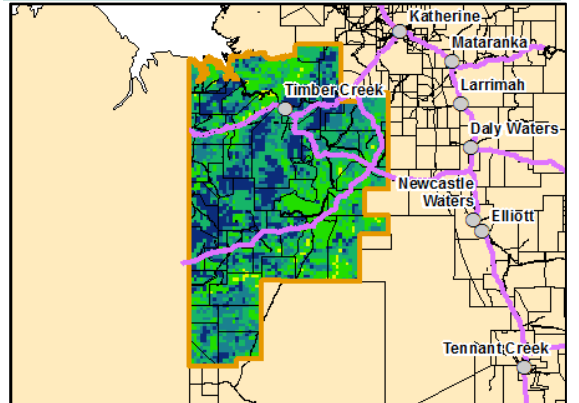 Katherine
Mataranka
Timber Creek
Larrimah
Daly Waters
Newcastle
Waters
Elliott
Tennant Creek